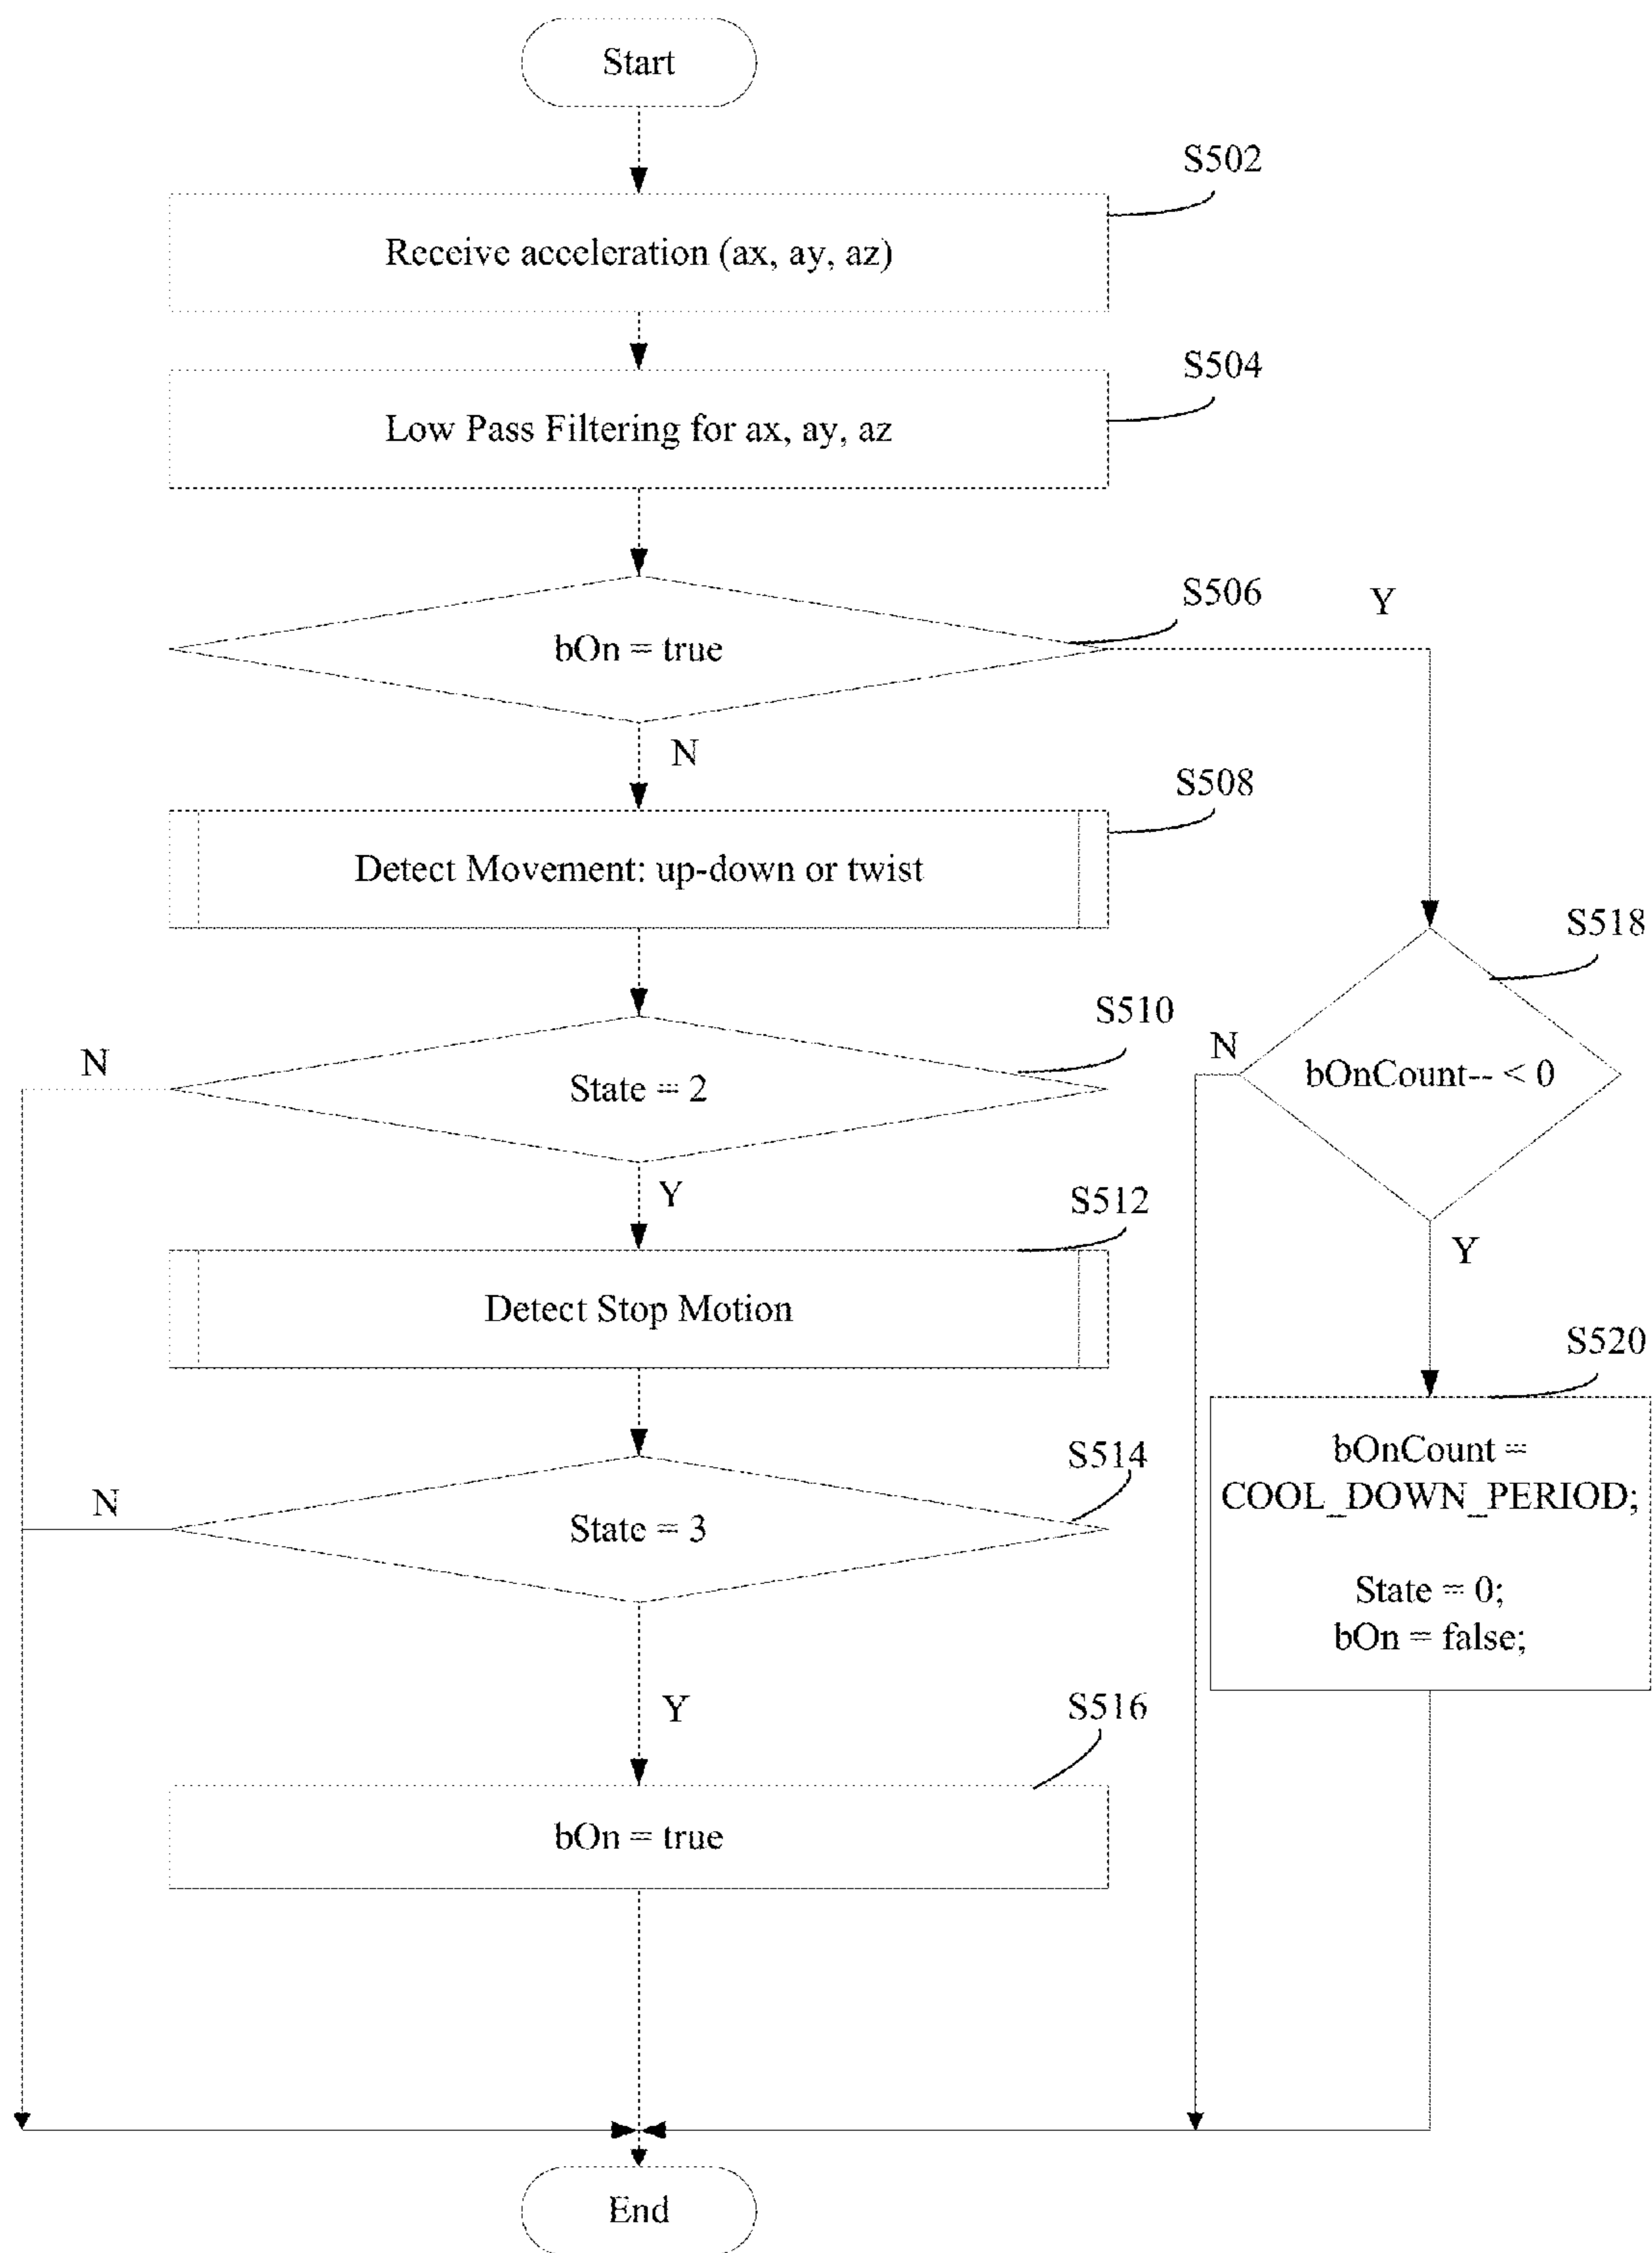 Start
S502
Receive acceleration (ax, ay, az)
S504
Low Pass Filtering for ax, ay, az
S506
Y
bOn = true
N
S508
Detect Movement: up-down or twist
S518
S510
N
N
bOnCount-- < 0
State = 2
Y
S512
Y
Detect Stop Motion
S520
bOnCount =
COOL_DOWN_PERIOD;
S514
N
State = 3
State = 0;
bOn = false;
Y
S516
bOn = true
End